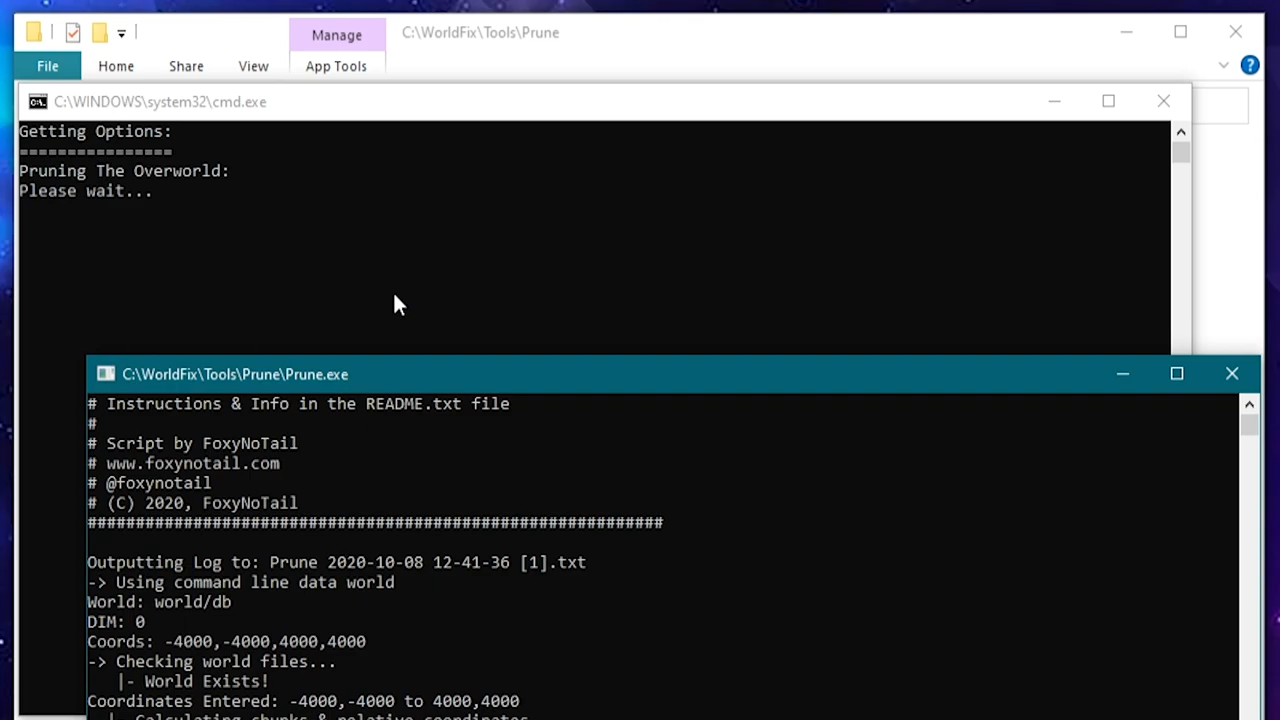 Manage
C:\WorldFix\Tools\Prune
File
Home
Share
View
App Tools
C:\WINDOWS\system32\cmd.exe
Getting Options:
================
Pruning The Overworld:
Please wait...
C:\WorldFix\Tools\Prune\Prune.exe
# Instructions & Info in the README.txt file
#
# Script by FoxyNoTail
# www.foxynotail.com
# @foxynotail
# (C) 2020, FoxyNoTail
############################################################
Outputting Log to: Prune 2020-10-08 12-41-36 [1].txt
-> Using command line data world
World: world/db
DIM: 0
Coords: -4000,-4000,4000,4000
-> Checking world files...
|- World Exists!
Coordinates Entered: -4000,-4000 to 4000,4000
|- Calculating chunks & relative coordinates